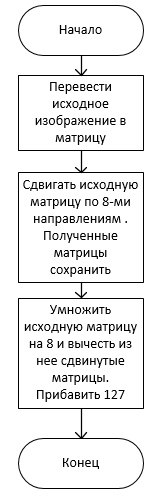 Начало
Перевести
исходное
изображение в
матрицу
Сдвигать исходную
матрицу по 8-ми
направлениям .
Полученные
матрицы
сохранить
Умножить
исходную матрицу
на 8 и вычесть из
нее сдвинутые
матрицы.
Прибавить 127
Конец